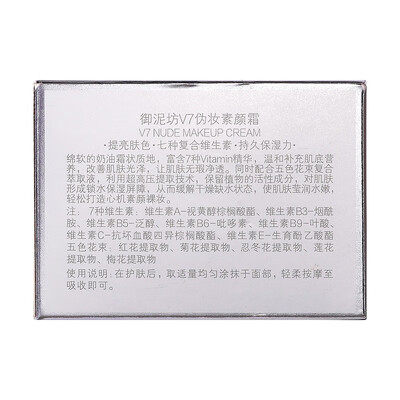 御泥坊V7伪妆素颜霜
V7 NUDE MAKEUP CREAM
·提亮肤色·七种复合维生素·持久保湿力·
绵软的奶油霜状质地，富含7种Vitamin精华，温和补充肌底营
养，改善肌肤光泽，让肌肤无瑕净透。同时配合五色花束复合
萃取液，利用超高压提取技术，保留植物的活性成分，对肌肤
形成锁水保湿屏障，从而缓解干燥缺水状态，使肌肤莹润水嫩，
轻松打造心机素颜裸妆。
注：7种维生素：维生素A-视黄醇棕榈酸酯、维生素B3-烟酰
胺、维生素B5-泛醇、维生素B6-吡哆素、维生素B9-叶酸、
维生素C-抗坏血酸四异棕榈酸酯、维生素E-生育酚乙酸酯
五色花束：红花提取物、菊花提取物、忍冬花提取物、莲花
提取物、梅花提取物
使用说明：在护肤后，取适量均匀涂抹于面部，轻柔按摩至
吸收即可。